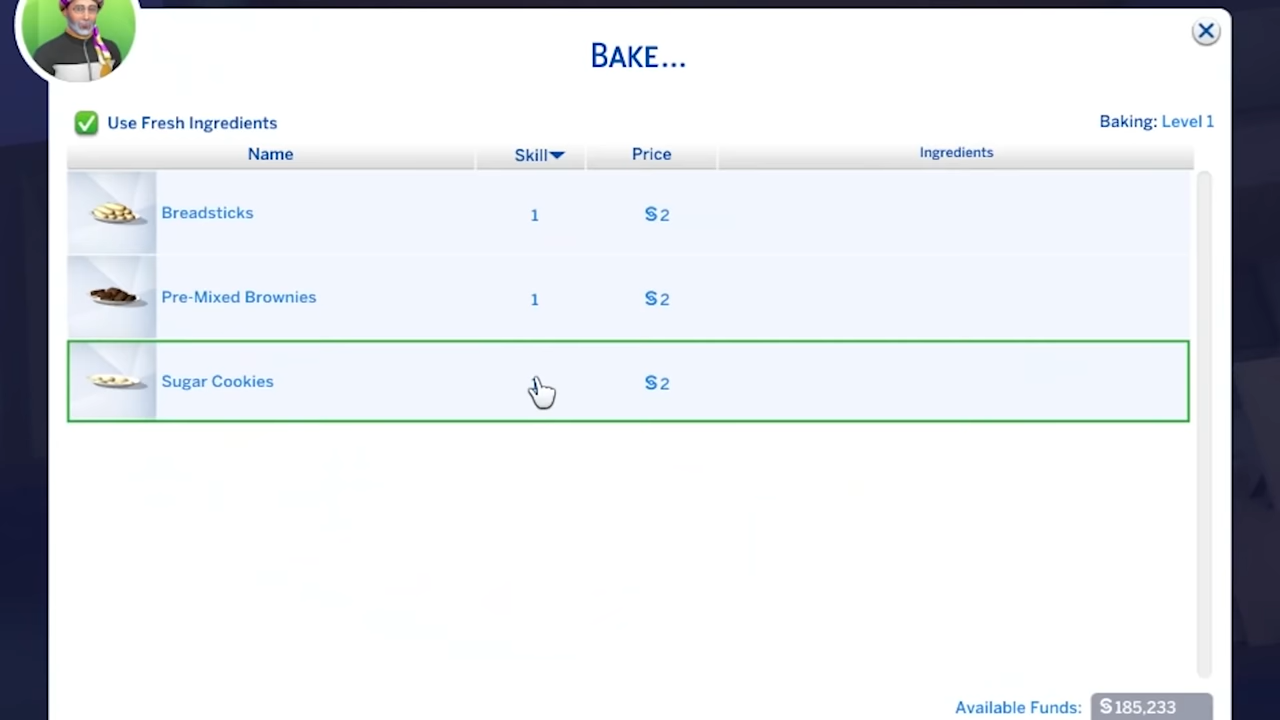 BAKE...
Use Fresh Ingredients
Baking: Level 1
Name Skill Price Ingredients
Breadsticks 1 §2
Pre-Mixed Brownies 1 §2
Sugar Cookies §2
Available Funds: §185,233